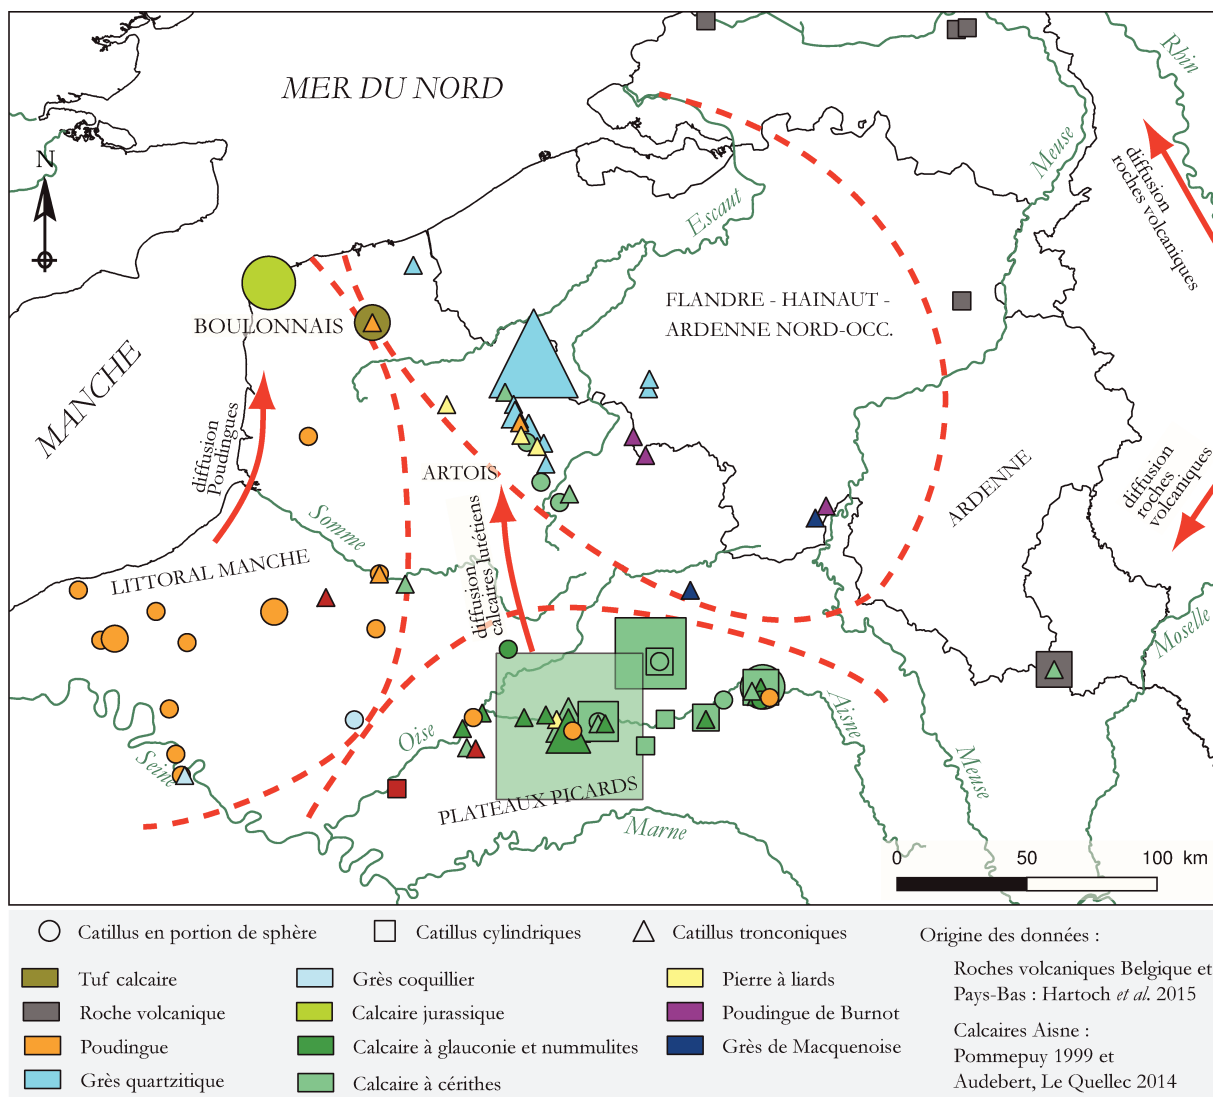 MER DU NORD
Rhin
N
Meuse
diffusion
roches volcaniques
Escaut
FLANDRE - HAINAUT -
ARDENNE NORD-OCC.
BOULONNAIS
MANCHE
diffusion
Poudingues
ARTOIS
ARDENNE
diffusion
roches
volcaniques
Somme
LITTORAL MANCHE
diffusion
calcaires lutétiens
Moselle
Oise
Aisne
Seine
Meuse
PLATEAUX PICARDS
Marne
0 50 100 km
Catillus en portion de sphère
Catillus cylindriques
Catillus tronconiques
Tuf calcaire
Roche volcanique
Poudingue
Grès quartzitique
Grès coquillier
Calcaire jurassique
Calcaire à glauconie et nummulites
Calcaire à cérithes
Pierre à liards
Poudingue de Burnot
Grès de Macquenoise
Origine des données :
Roches volcaniques Belgique et
Pays-Bas : Hartoch et al. 2015
Calcaires Aisne :
Pommepuy 1999 et
Audebert, Le Quellec 2014